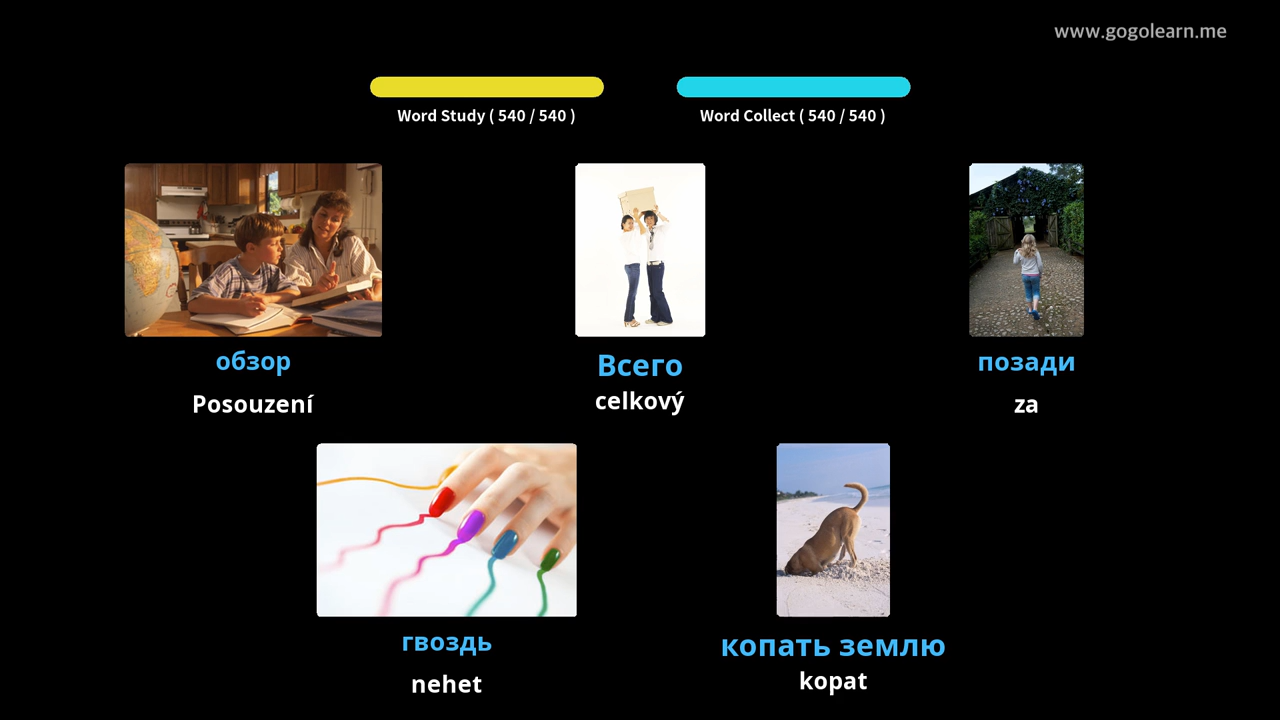 www.gogolearn.me
Word Study ( 540 / 540 )
Word Collect ( 540 / 540 )
обзор
Posouzení
Всего
celkový
позади
za
гвоздь
nehet
копать землю
kopat